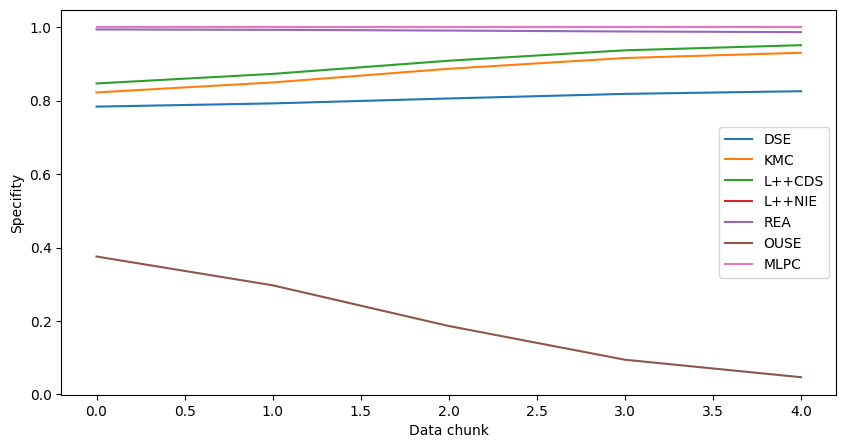 1.0
0.8
0.6
0.4
0.2
0.0
Specifity
0.0 0.5 1.0 1.5 2.0 2.5 3.0 3.5 4.0
Data chunk
DSE
KMC
L++CDS
L++NIE
REA
OUSE
MLPC